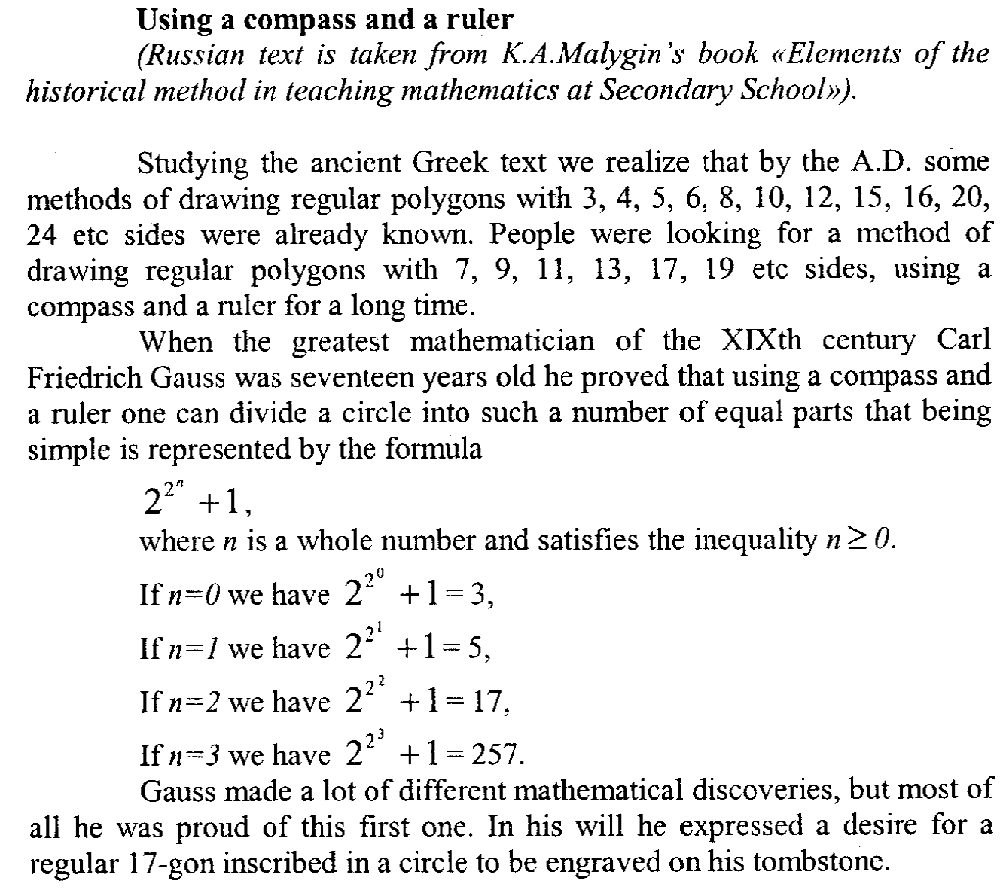 Using a compass and a ruler
(Russian text is taken from K.A.Malygin's book «Elements of the
historical method in teaching mathematics at Secondary School»).
Studying the ancient Greek text we realize that by the A.D. some
methods of drawing regular polygons with 3, 4, 5, 6, 8, 10, 12, 15, 16, 20,
24 etc sides were already known. People were looking for a method of
drawing regular polygons with 7, 9, 11, 13, 17, 19 etc sides, using a
compass and a ruler for a long time.
When the greatest mathematician of the XIXth century Carl
Friedrich Gauss was seventeen years old he proved that using a compass and
a ruler one can divide a circle into such a number of equal parts that being
simple is represented by the formula
$2^{2^n} + 1$,
where n is a whole number and satisfies the inequality n ≥ 0.
If n=0 we have $2^{2^0} + 1 = 3$,
If n=1 we have $2^{2^1} + 1 = 5$,
If n=2 we have $2^{2^2} + 1 = 17$,
If n=3 we have $2^{2^3} + 1 = 257$.
Gauss made a lot of different mathematical discoveries, but most of
all he was proud of this first one. In his will he expressed a desire for a
regular 17-gon inscribed in a circle to be engraved on his tombstone.